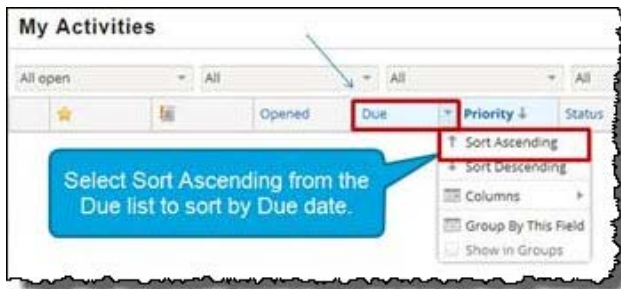 My Activities
All open All All All
Opened Due Priority ↓ Status
↑ Sort Ascending
↓ Sort Descending
Select Sort Ascending from the
Due list to sort by Due date.
Columns
Group By This Field
Show in Groups